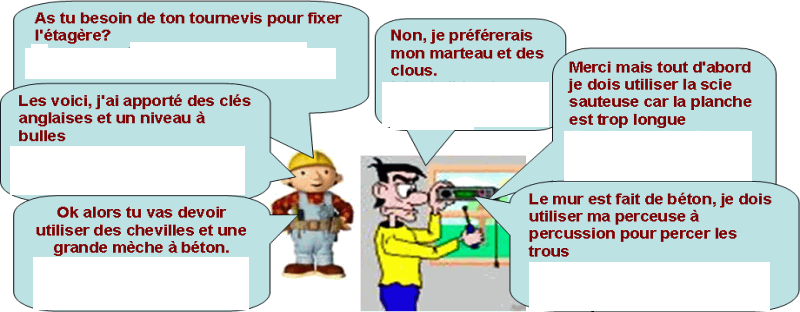 As tu besoin de ton tournevis pour fixer
l'étagère?
Non, je préférerais
mon marteau et des
clous.
Les voici, j'ai apporté des clés
anglaises et un niveau à
bulles
Merci mais tout d'abord
je dois utiliser la scie
sauteuse car la planche
est trop longue
Ok alors tu vas devoir
utiliser des chevilles et une
grande mèche à béton.
Le mur est fait de béton, je dois
utiliser ma perceuse à
percussion pour percer les
trous